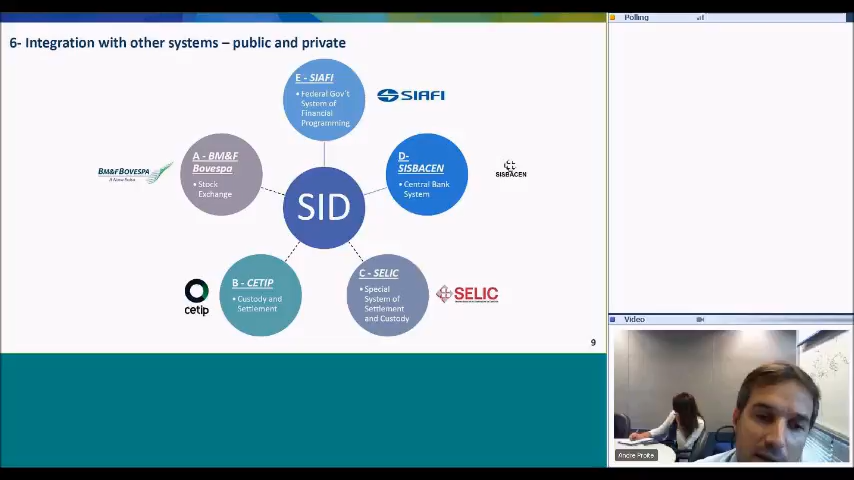 6- Integration with other systems – public and private
E - SIAFI
• Federal Gov't
System of
Financial
Programming
SIAFI
A - BM&F
Bovespa
• Stock
Exchange
BM&FBOVESPA
A Nova Bolsa
D-
SISBACEN
• Central Bank
System
SISBACEN
SID
B - CETIP
• Custody and
Settlement
cetip
C - SELIC
• Special
System of
Settlement
and Custody
SELIC
9
Polling
Video
Andre Proite